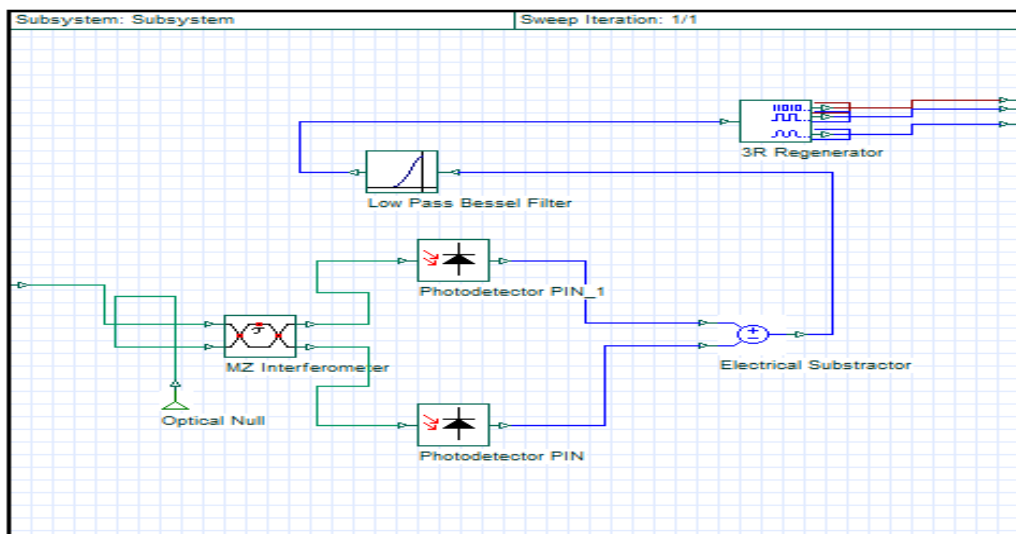 Subsystem: Subsystem
Sweep Iteration: 1/1
3R Regenerator
Low Pass Bessel Filter
Photodetector PIN_1
Electrical Substractor
MZ Interferometer
Optical Null
Photodetector PIN